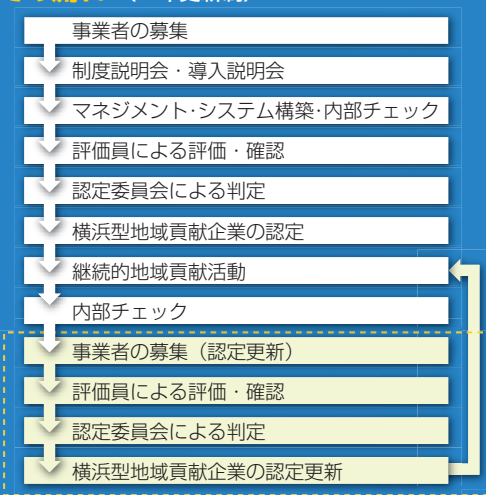 事業者の募集
制度説明会・導入説明会
マネジメント・システム構築・内部チェック
評価員による評価・確認
認定委員会による判定
横浜型地域貢献企業の認定
継続的地域貢献活動
内部チェック
事業者の募集（認定更新）
評価員による評価・確認
認定委員会による判定
横浜型地域貢献企業の認定更新